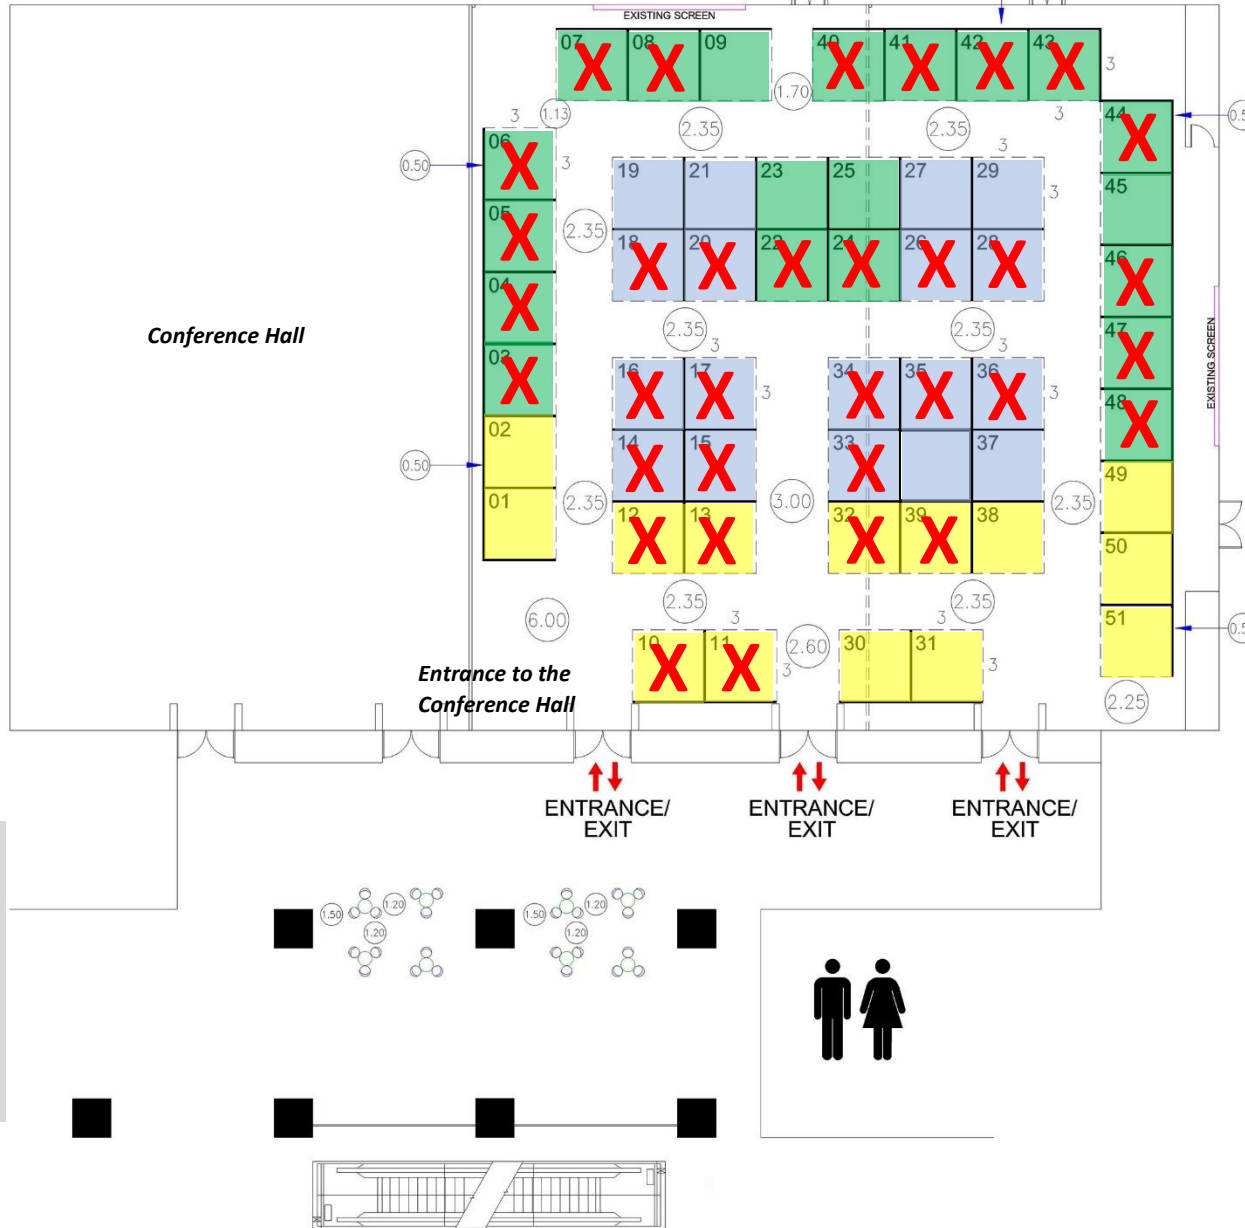 EXISTING SCREEN
07 08 09 40 41 42 43
X X X X X X
3
1.70
3 1.13 3 44
2.35 2.35 X
06 3
X 3
0.50
19 21 23 25 27 29
45
3
05
X
2.35
18 20 22 24 26 28
X X X X X X
46
X
04
X
Conference Hall
2.35 2.35
47
X
EXISTING SCREEN
03
X
3 3
16 17 34 35 36
X X X X X
3 3
48
X
02
14 15 33 37
X X X
0.50
49
01
2.35 3.00 2.35
12 13 32 39 38
X X X X
50
2.35 2.35
6.00
3 3
51
10 11 2.60 30 31
X X
3 3
Entrance to the
Conference Hall
2.25
ENTRANCE/ ENTRANCE/ ENTRANCE/
EXIT EXIT EXIT
1.50 1.20 1.50 1.20
1.20 1.20